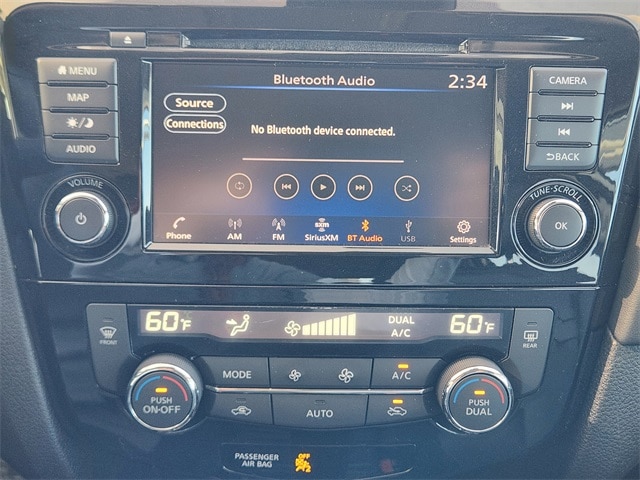 MENU
MAP
AUDIO
VOLUME
Bluetooth Audio 2:34
Source
Connections
No Bluetooth device connected.
Phone AM FM SiriusXM BT Audio USB Settings
sxm
CAMERA
BACK
TUNE·SCROLL
OK
FRONT
60°F
DUAL
A/C
60°F
REAR
PUSH
ON·OFF
MODE
A/C
AUTO
PUSH
DUAL
PASSENGER
AIR BAG
OFF